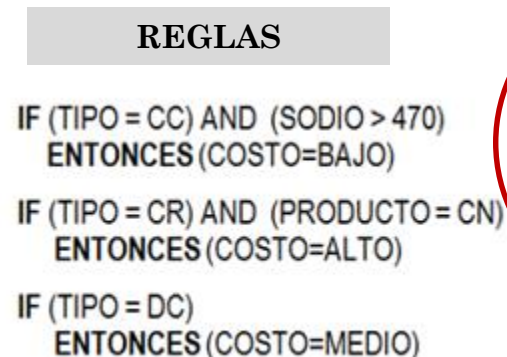 REGLAS
IF (TIPO = CC) AND (SODIO > 470)
ENTONCES (COSTO=BAJO)
IF (TIPO = CR) AND (PRODUCTO = CN)
ENTONCES (COSTO=ALTO)
IF (TIPO = DC)
ENTONCES (COSTO=MEDIO)